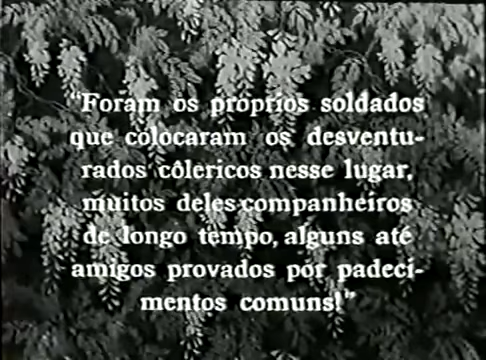 "Foram os próprios soldados
que colocaram os desventu-
rados côlericos nesse lugar,
muitos deles companheiros
de longo tempo, alguns até
amigos provados por padeci-
mentos comuns!"